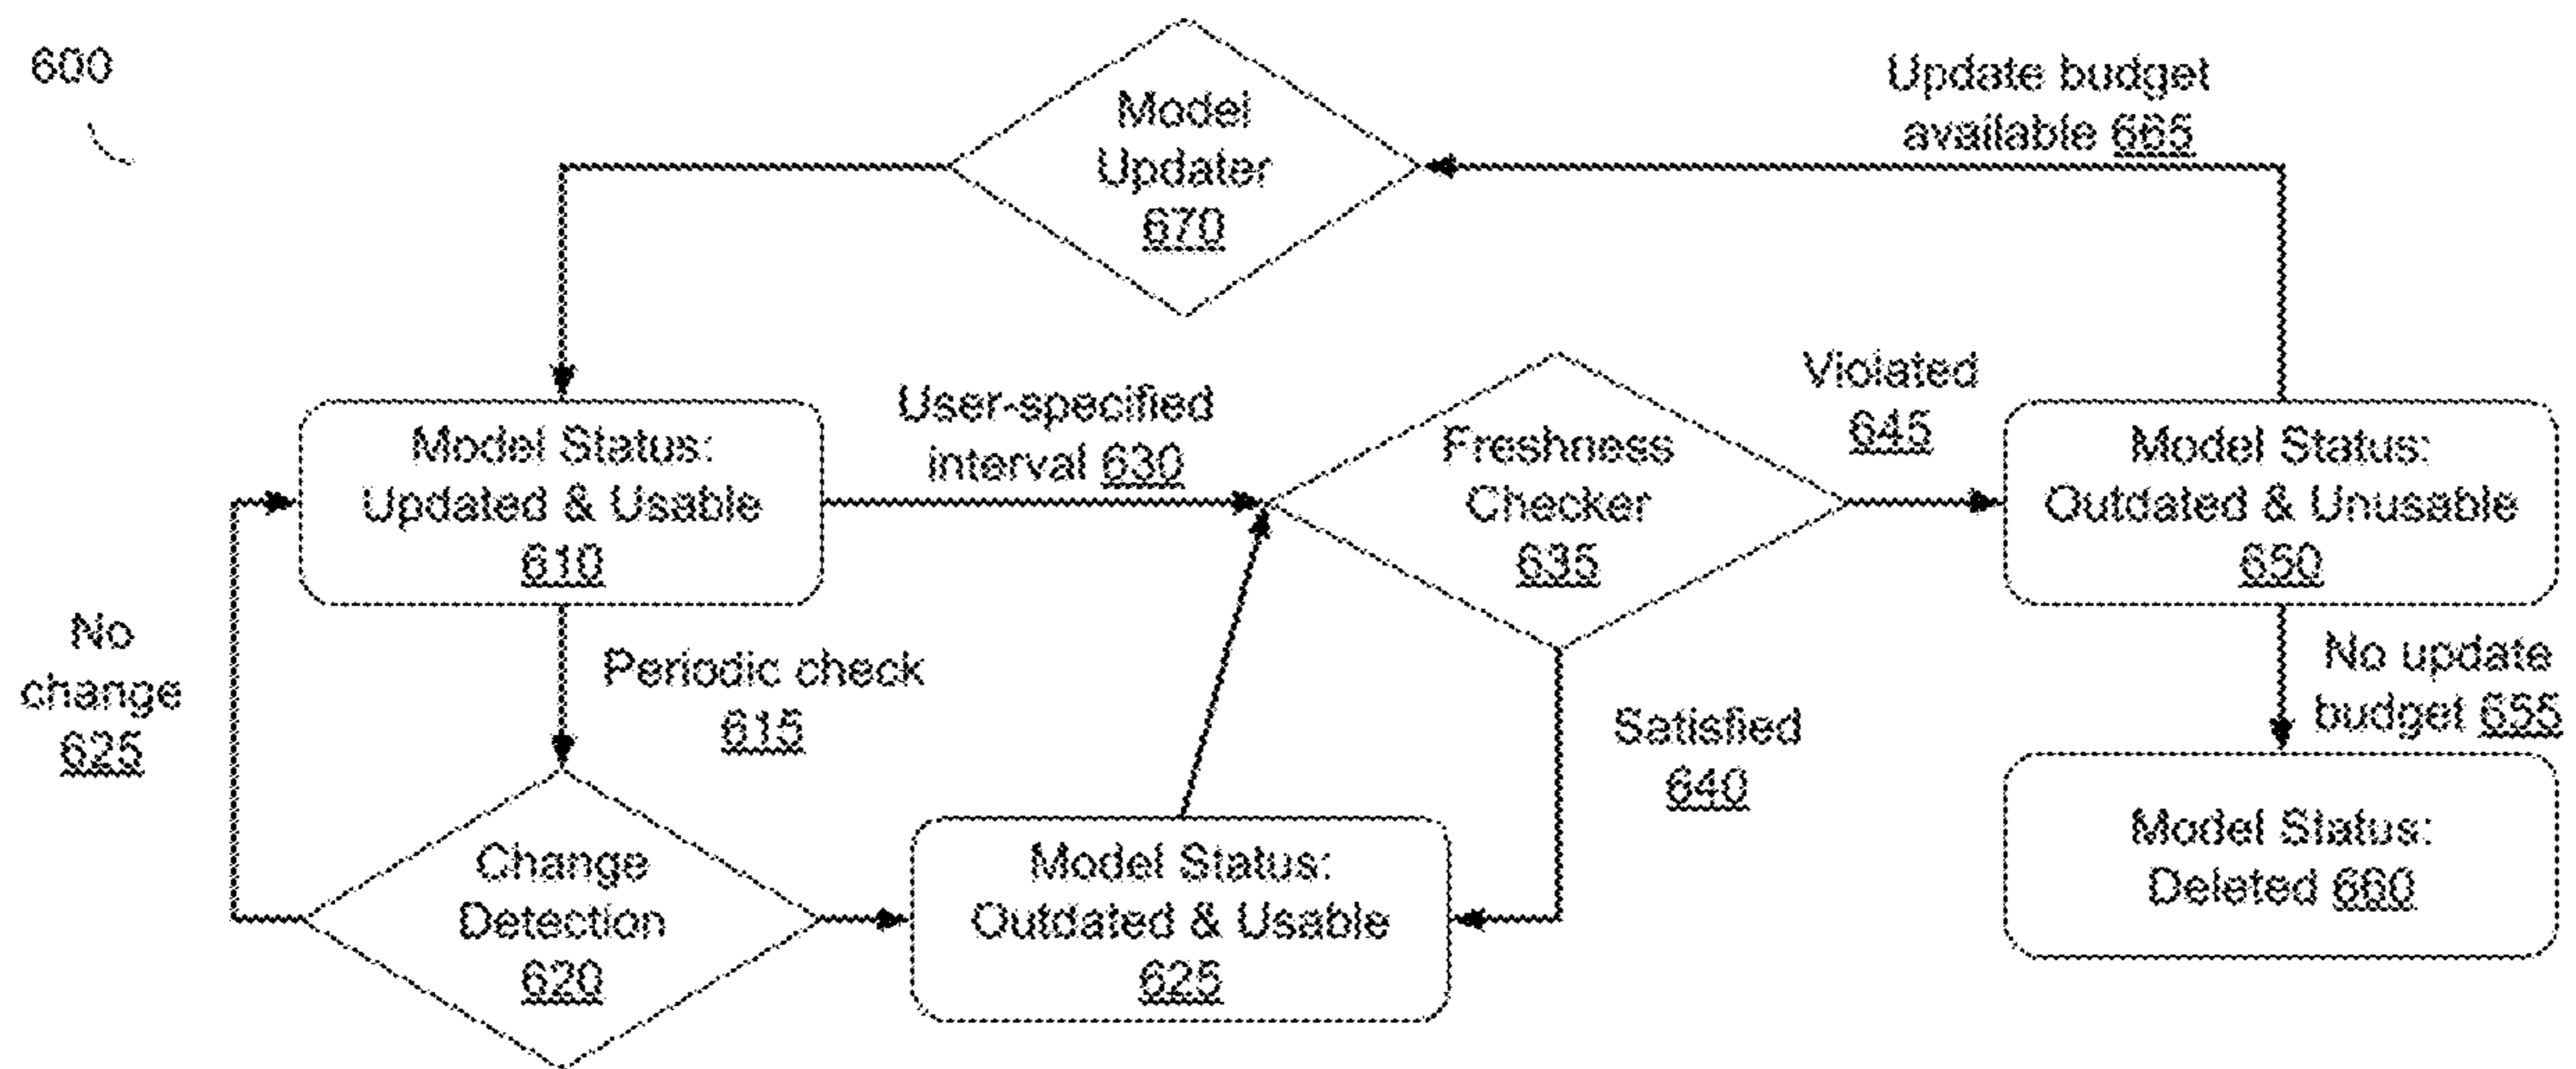 600
Model
Updater
670
Update budget
available 665
Model Status:
Updated & Usable
610
User-specified
interval 630
Freshness
Checker
635
Violated
645
Model Status:
Outdated & Unusable
650
No
change
625
Periodic check
615
Satisfied
640
No update
budget 655
Change
Detection
620
Model Status:
Outdated & Usable
625
Model Status:
Deleted 660